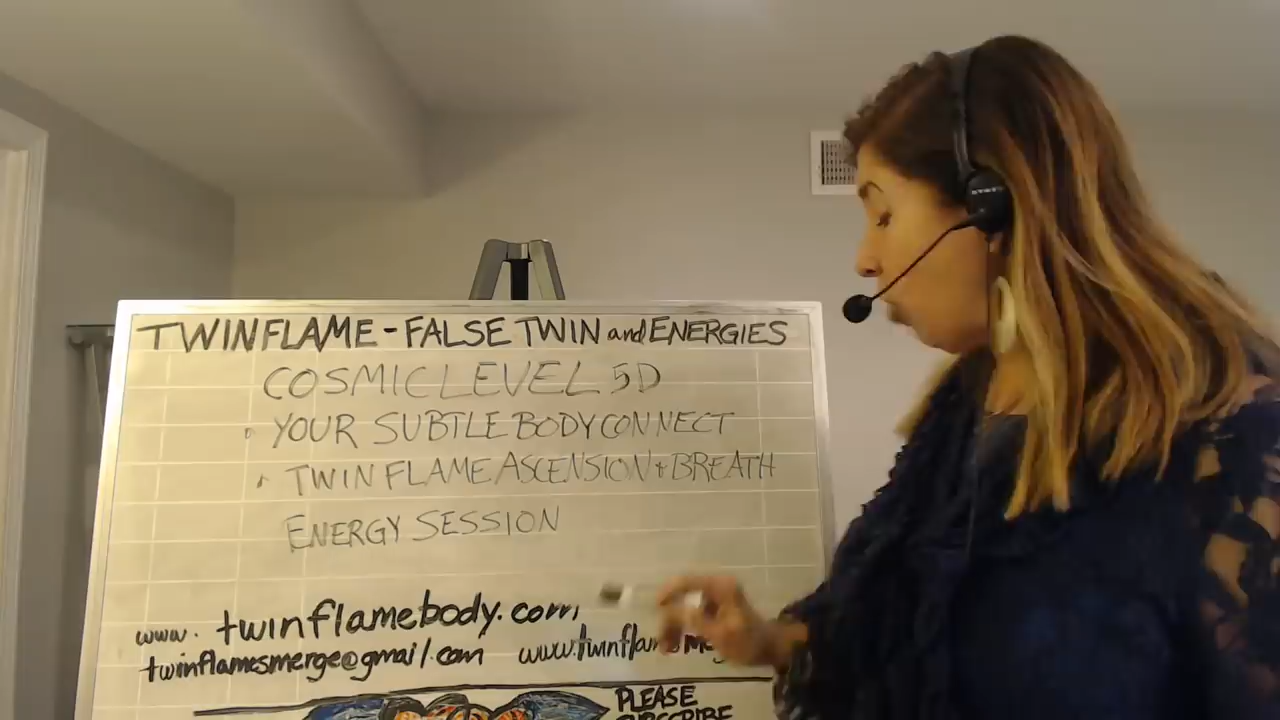 TWINFLAME - FALSE TWIN and ENERGIES
COSMIC LEVEL 5D
• YOUR SUBTLE BODY CONNECT
• TWIN FLAME ASCENSION + BREATH
ENERGY SESSION
www. twinflamebody.com
twinflamesmerge@gmail.com
PLEASE
SUBSCRIBE